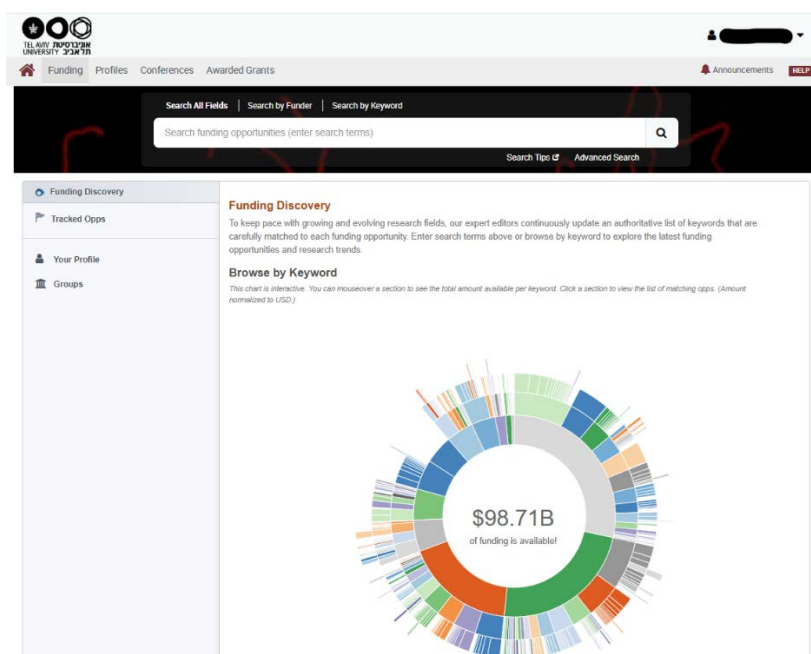 TEL AVIV אוניברסיטת
UNIVERSITY תל אביב
Funding Profiles Conferences Awarded Grants Announcements HELP
Search All Fields | Search by Funder | Search by Keyword
Search funding opportunities (enter search terms)
Search Tips Advanced Search
Funding Discovery
Tracked Opps
Your Profile
Groups
Funding Discovery
To keep pace with growing and evolving research fields, our expert editors continuously update an authoritative list of keywords that are
carefully matched to each funding opportunity. Enter search terms above or browse by keyword to explore the latest funding
opportunities and research trends.
Browse by Keyword
This chart is interactive. You can mouseover a section to see the total amount available per keyword. Click a section to view the list of matching opps. (Amount
normalized to USD.)
$98.71B
of funding is available!